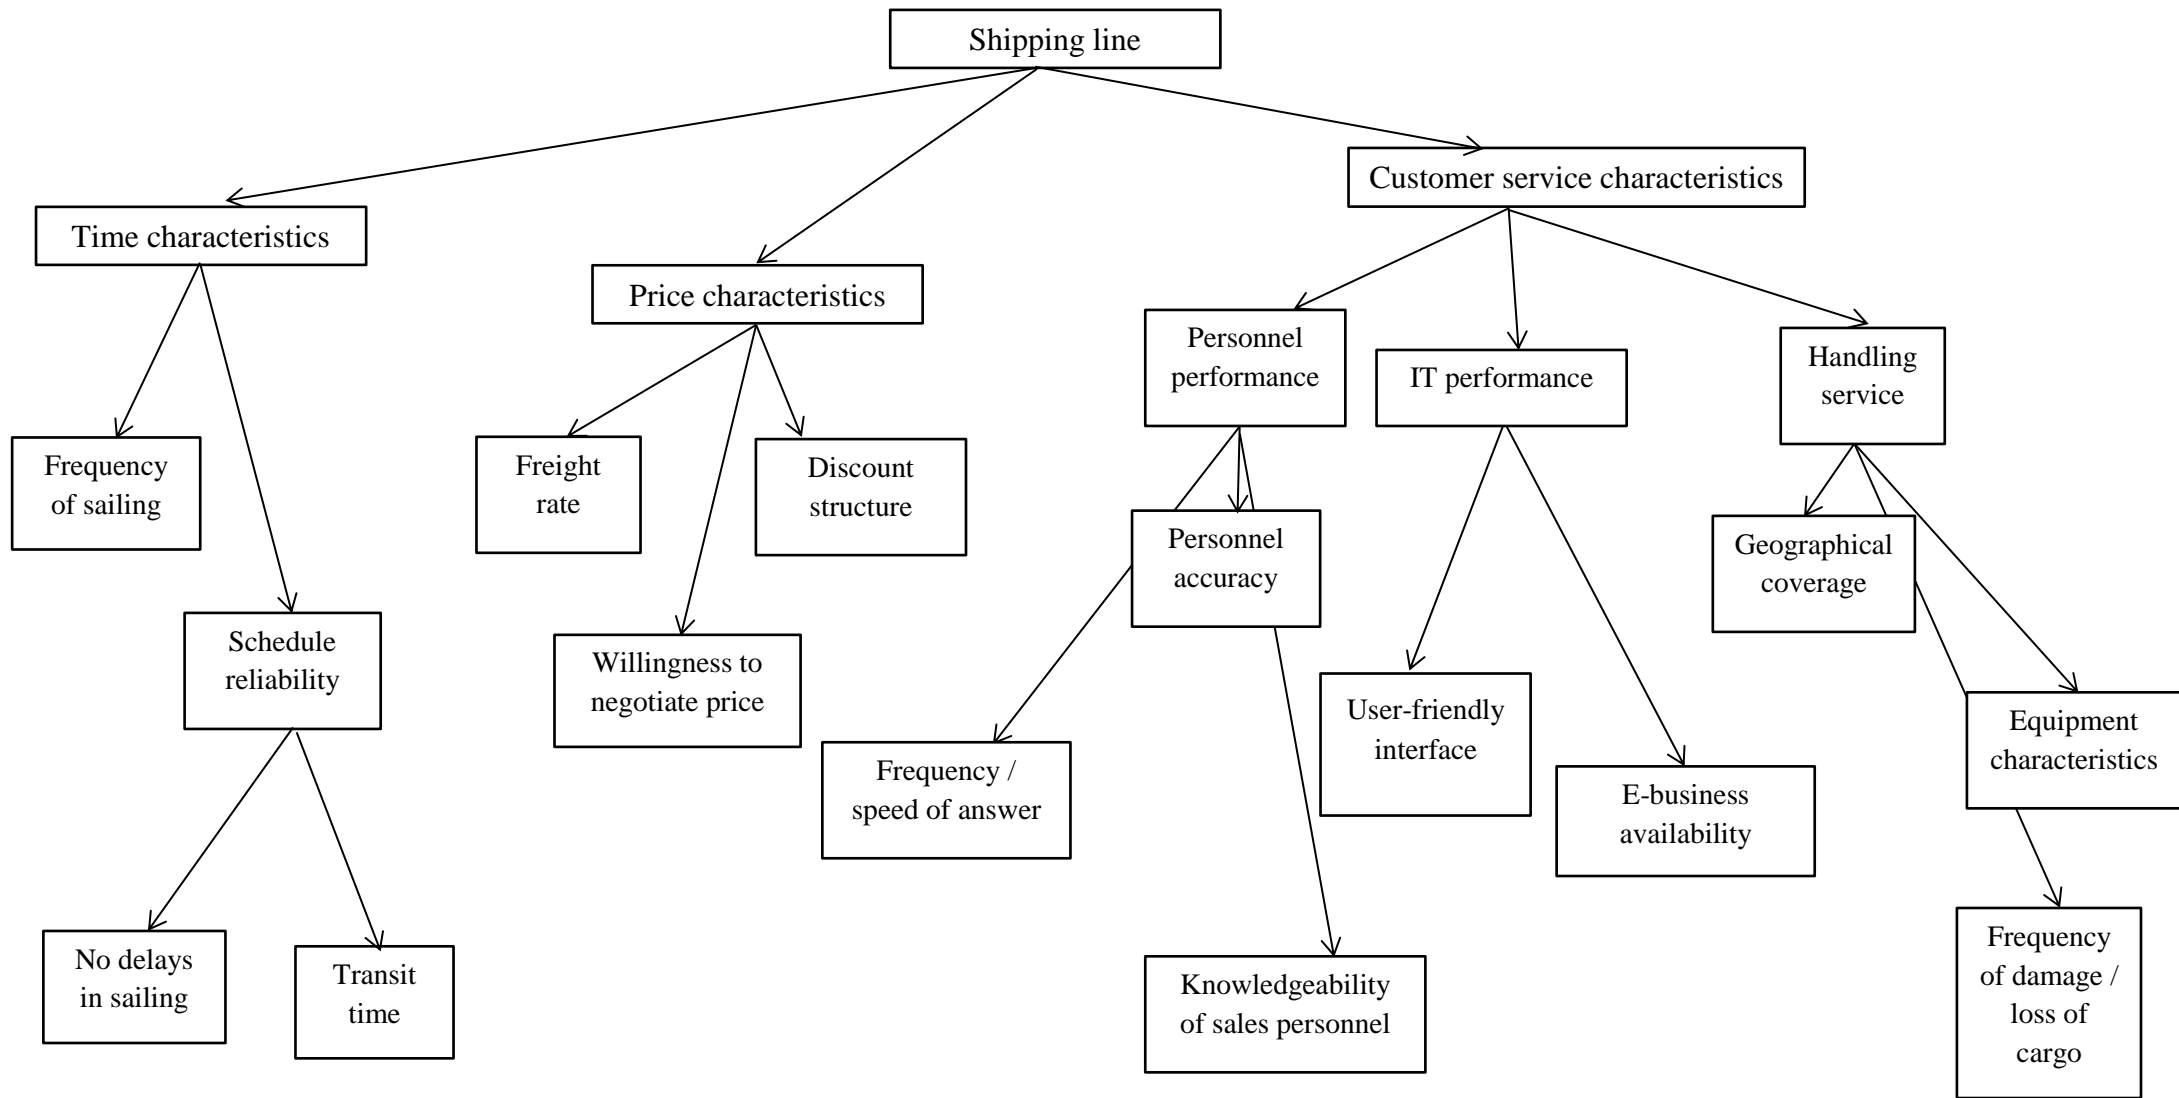 Shipping line
Customer service characteristics
Time characteristics
Price characteristics
Personnel
performance
IT performance
Handling
service
Frequency
of sailing
Freight
rate
Discount
structure
Personnel
accuracy
Geographical
coverage
Schedule
reliability
Willingness to
negotiate price
Frequency /
speed of answer
User-friendly
interface
E-business
availability
Equipment
characteristics
No delays
in sailing
Transit
time
Knowledgeability
of sales personnel
Frequency
of damage /
loss of
cargo